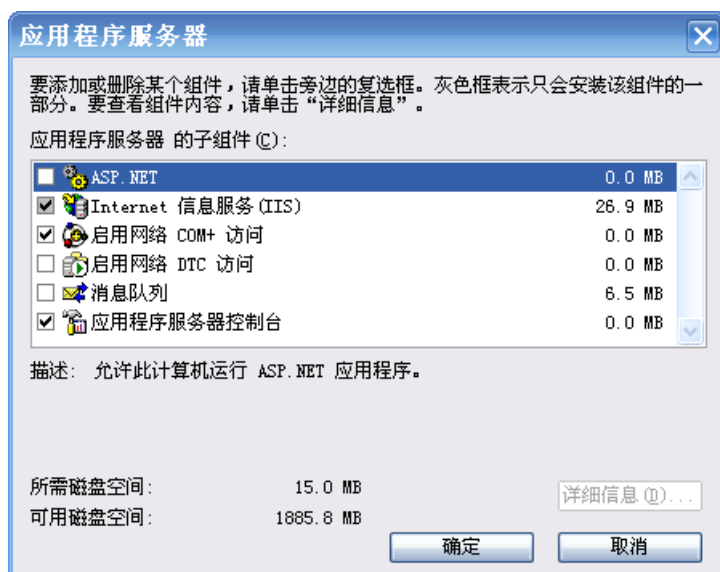 应用程序服务器
要添加或删除某个组件，请单击旁边的复选框。灰色框表示只会安装该组件的一
部分。要查看组件内容，请单击“详细信息”。
应用程序服务器 的子组件(C):
ASP.NET 0.0 MB
Internet 信息服务(IIS) 26.9 MB
启用网络 COM+ 访问 0.0 MB
启用网络 DTC 访问 0.0 MB
消息队列 6.5 MB
应用程序服务器控制台 0.0 MB
描述: 允许此计算机运行 ASP.NET 应用程序。
所需磁盘空间: 15.0 MB
详细信息(D)...
可用磁盘空间: 1885.8 MB
确定 取消